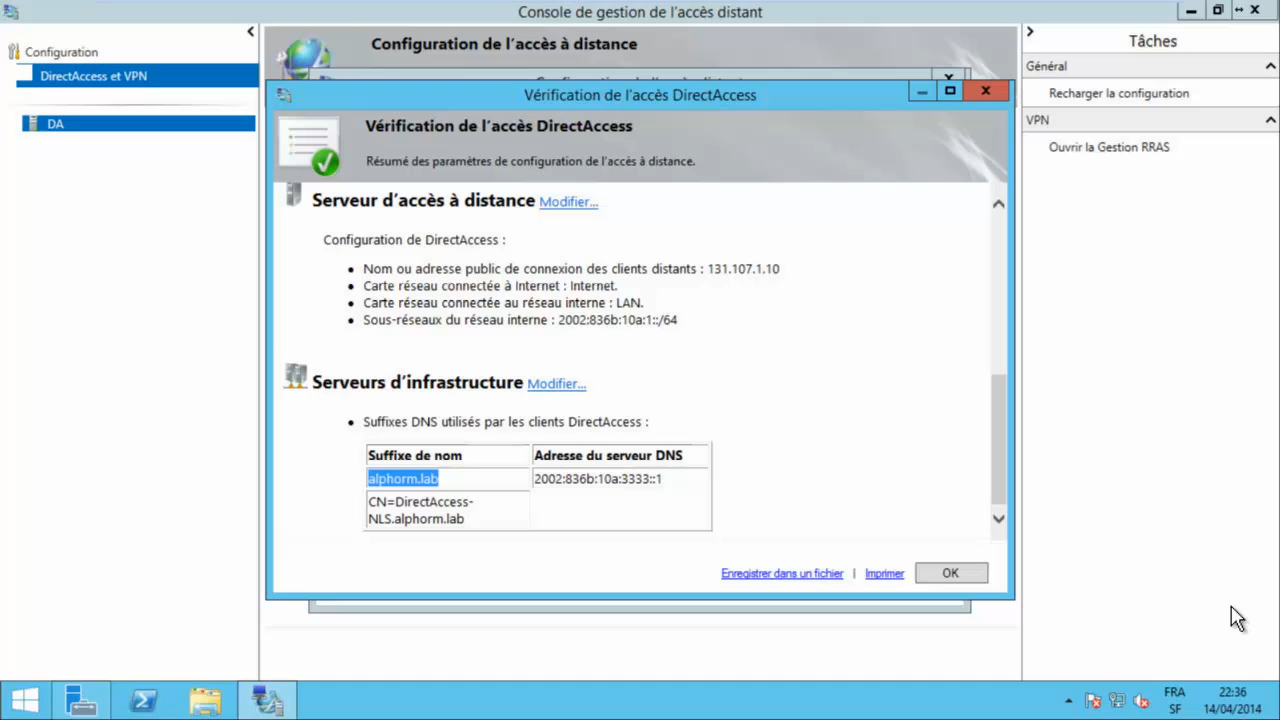 Console de gestion de l'accès distant
Configuration
DirectAccess et VPN
DA
Configuration de l'accès à distance
Vérification de l'accès DirectAccess
Vérification de l'accès DirectAccess
Résumé des paramètres de configuration de l'accès à distance.
Serveur d'accès à distance Modifier...
Configuration de DirectAccess :
• Nom ou adresse public de connexion des clients distants : 131.107.1.10
• Carte réseau connectée à Internet : Internet.
• Carte réseau connectée au réseau interne : LAN.
• Sous-réseaux du réseau interne : 2002:836b:10a:1::/64
Serveurs d'infrastructure Modifier...
• Suffixes DNS utilisés par les clients DirectAccess :
Suffixe de nom Adresse du serveur DNS
alphorm.lab 2002:836b:10a:3333::1
CN=DirectAccess-
NLS.alphorm.lab
Enregistrer dans un fichier | Imprimer OK
Tâches
Général
Recharger la configuration
VPN
Ouvrir la Gestion RRAS
FRA 22:36
SF 14/04/2014